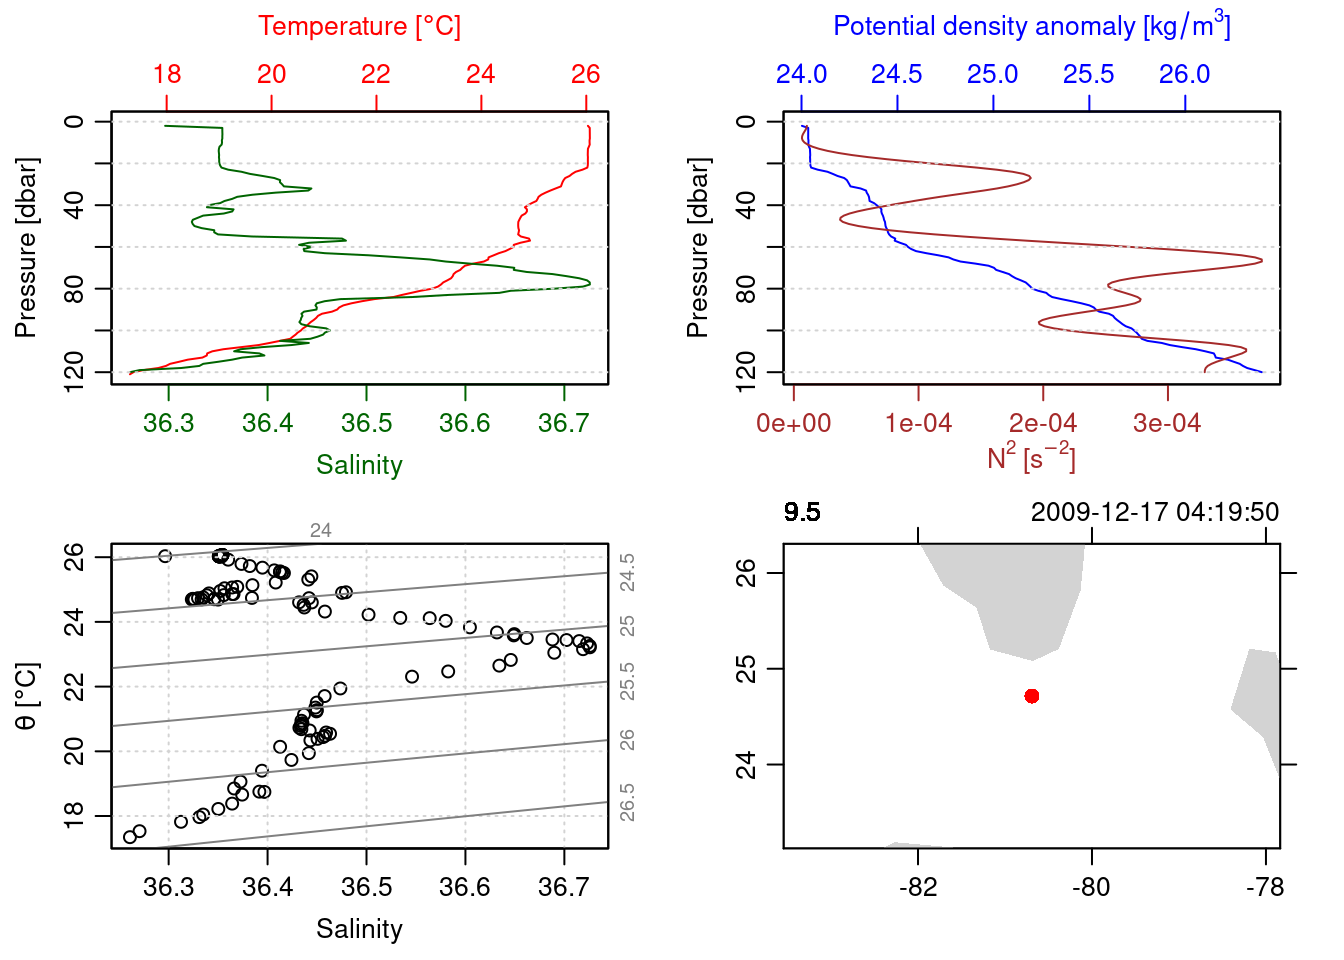 Temperature [°C]
18 20 22 24 26
Pressure [dbar]
0 40 80 120
36.3 36.4 36.5 36.6 36.7
Salinity
Potential density anomaly [kg/m³]
24.0 24.5 25.0 25.2 25.5 26.0
Pressure [dbar]
0 40 80 120
0e+00 1e-04 2e-04 3e-04
N² [s⁻²]
24
θ [°C]
26 24 22 20 18
24.5 25 25.5 26 26.5
36.3 36.4 36.5 36.6 36.7
Salinity
9.5 2009-12-17 04:19:50
26 25 24
-82 -80 -78